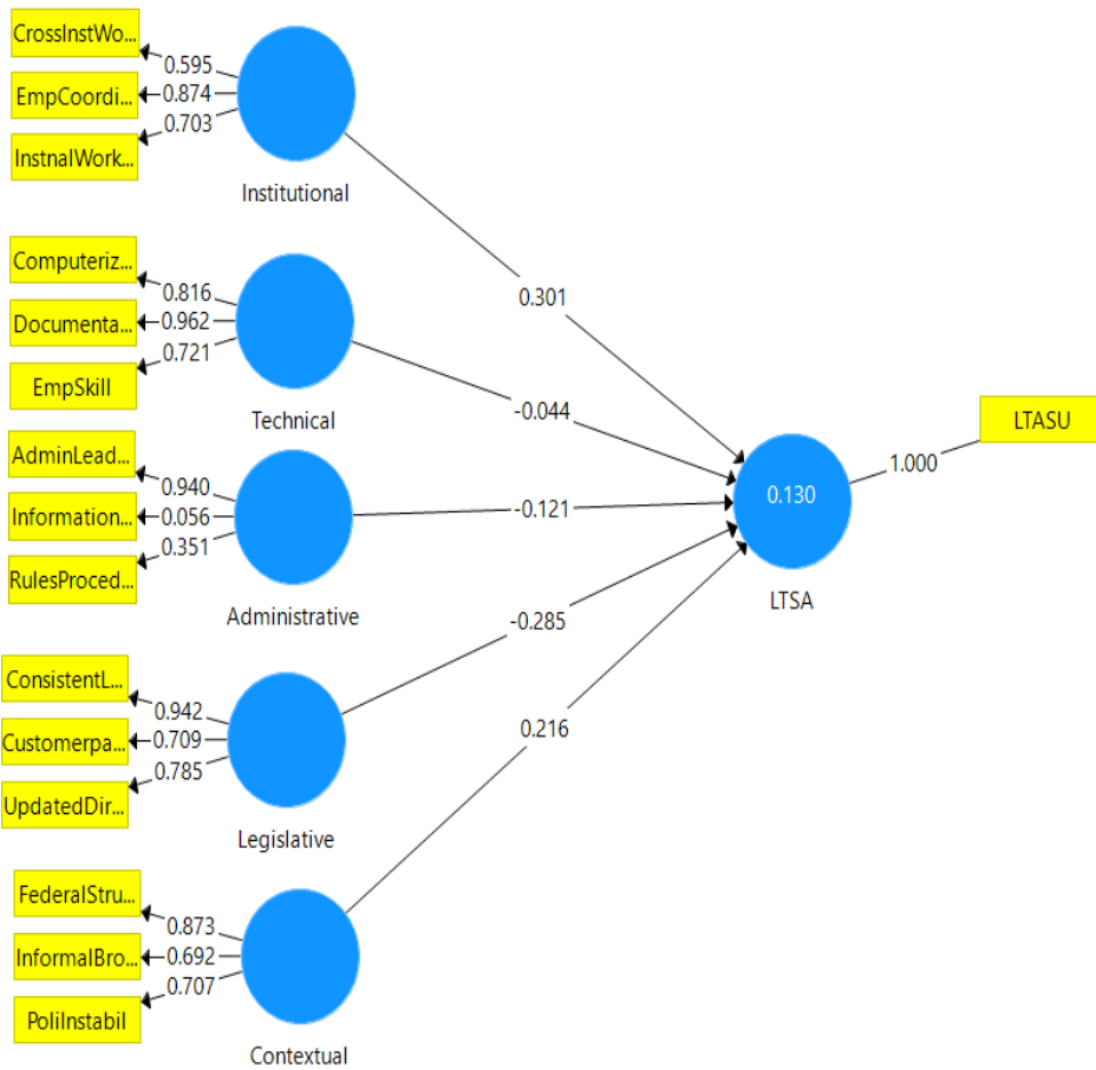 CrossInstWo...
0.595
EmpCoordi...
0.874
InstnalWork...
0.703
Institutional
0.301
Computeriz...
0.816
Documenta...
0.962
EmpSkill
0.721
Technical
-0.044
AdminLead...
0.940
Information...
0.056
RulesProced...
0.351
Administrative
-0.121
LTASU
1.000
0.130
LTSA
ConsistentL...
0.942
Customerpa...
0.709
UpdatedDir...
0.785
Legislative
-0.285
FederalStru...
0.873
InformalBro...
0.692
PoliInstabil
0.707
Contextual
0.216